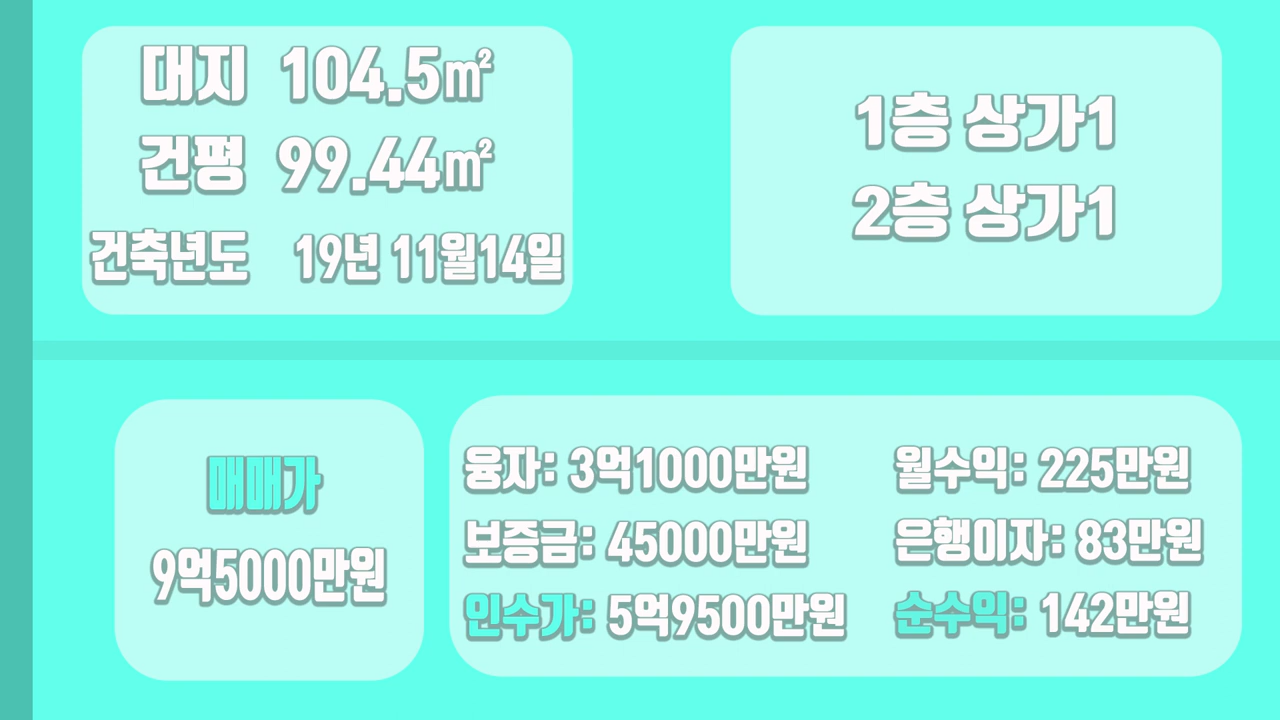 대지 104.5㎡
건평 99.44㎡
건축년도 19년 11월14일
1층 상가1
2층 상가1
매매가
9억5000만원
융자: 3억1000만원
보증금: 45000만원
인수가: 5억9500만원
월수익: 225만원
은행이자: 83만원
순수익: 142만원